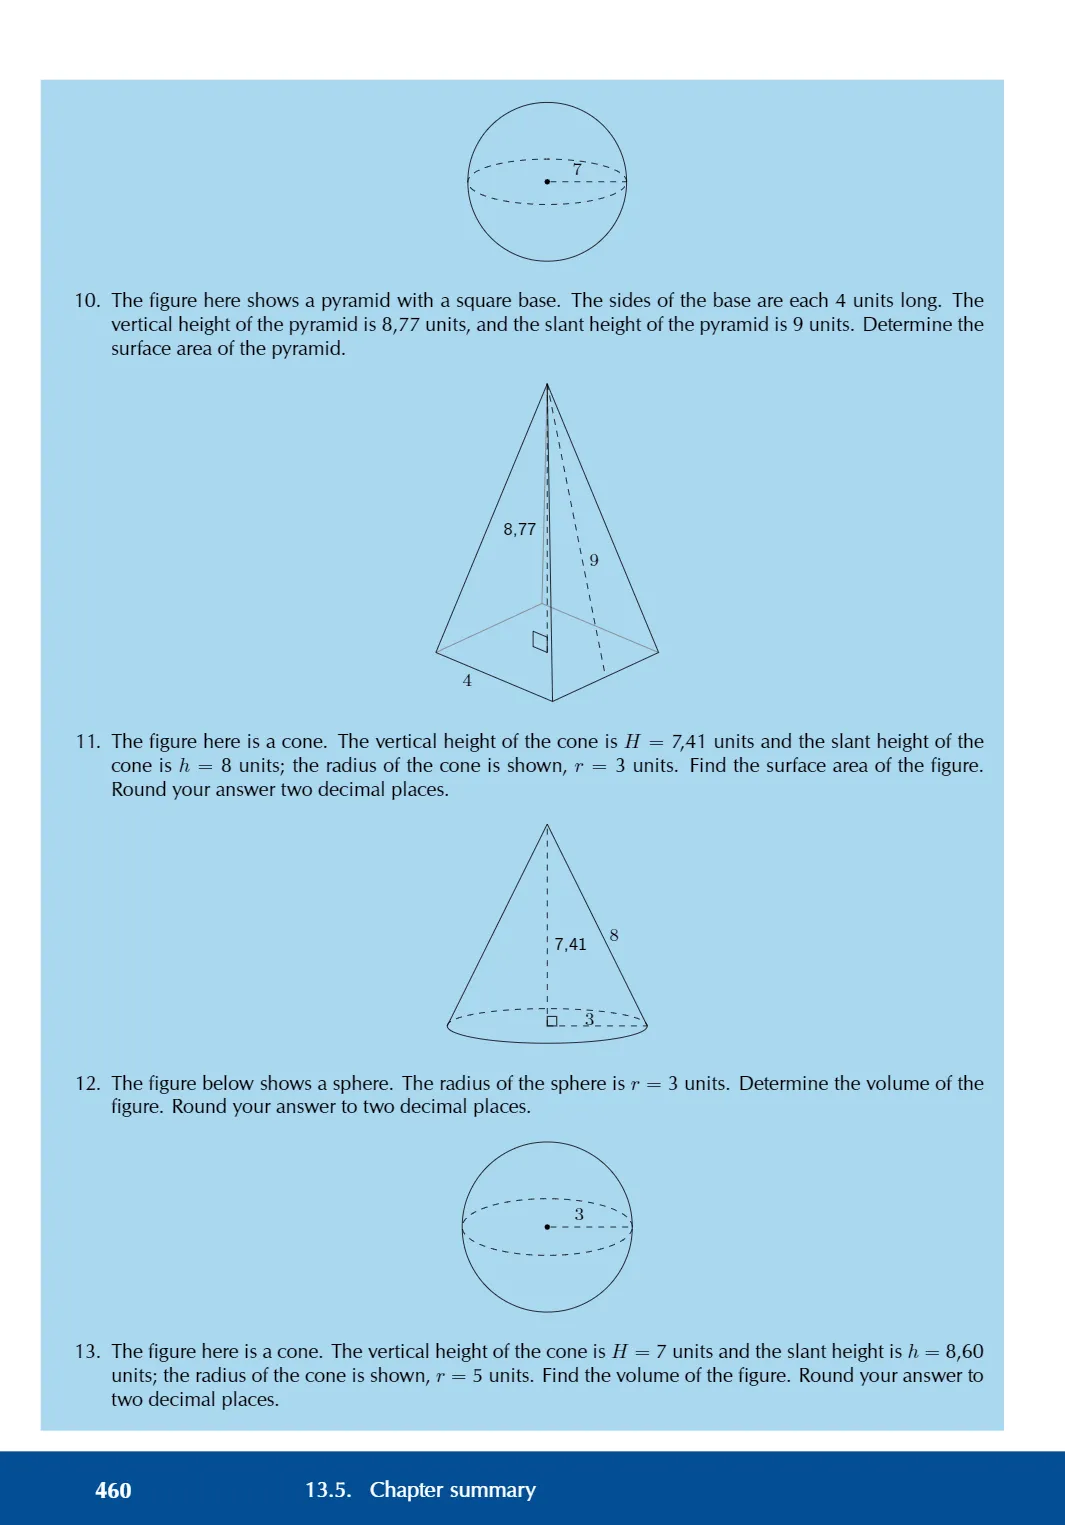 7
10. The figure here shows a pyramid with a square base. The sides of the base are each 4 units long. The
vertical height of the pyramid is 8,77 units, and the slant height of the pyramid is 9 units. Determine the
surface area of the pyramid.
8,77
9
4
11. The figure here is a cone. The vertical height of the cone is H = 7,41 units and the slant height of the
cone is h = 8 units; the radius of the cone is shown, r = 3 units. Find the surface area of the figure.
Round your answer two decimal places.
8
7,41
3
12. The figure below shows a sphere. The radius of the sphere is r = 3 units. Determine the volume of the
figure. Round your answer to two decimal places.
3
13. The figure here is a cone. The vertical height of the cone is H = 7 units and the slant height is h = 8,60
units; the radius of the cone is shown, r = 5 units. Find the volume of the figure. Round your answer to
two decimal places.
460 13.5. Chapter summary